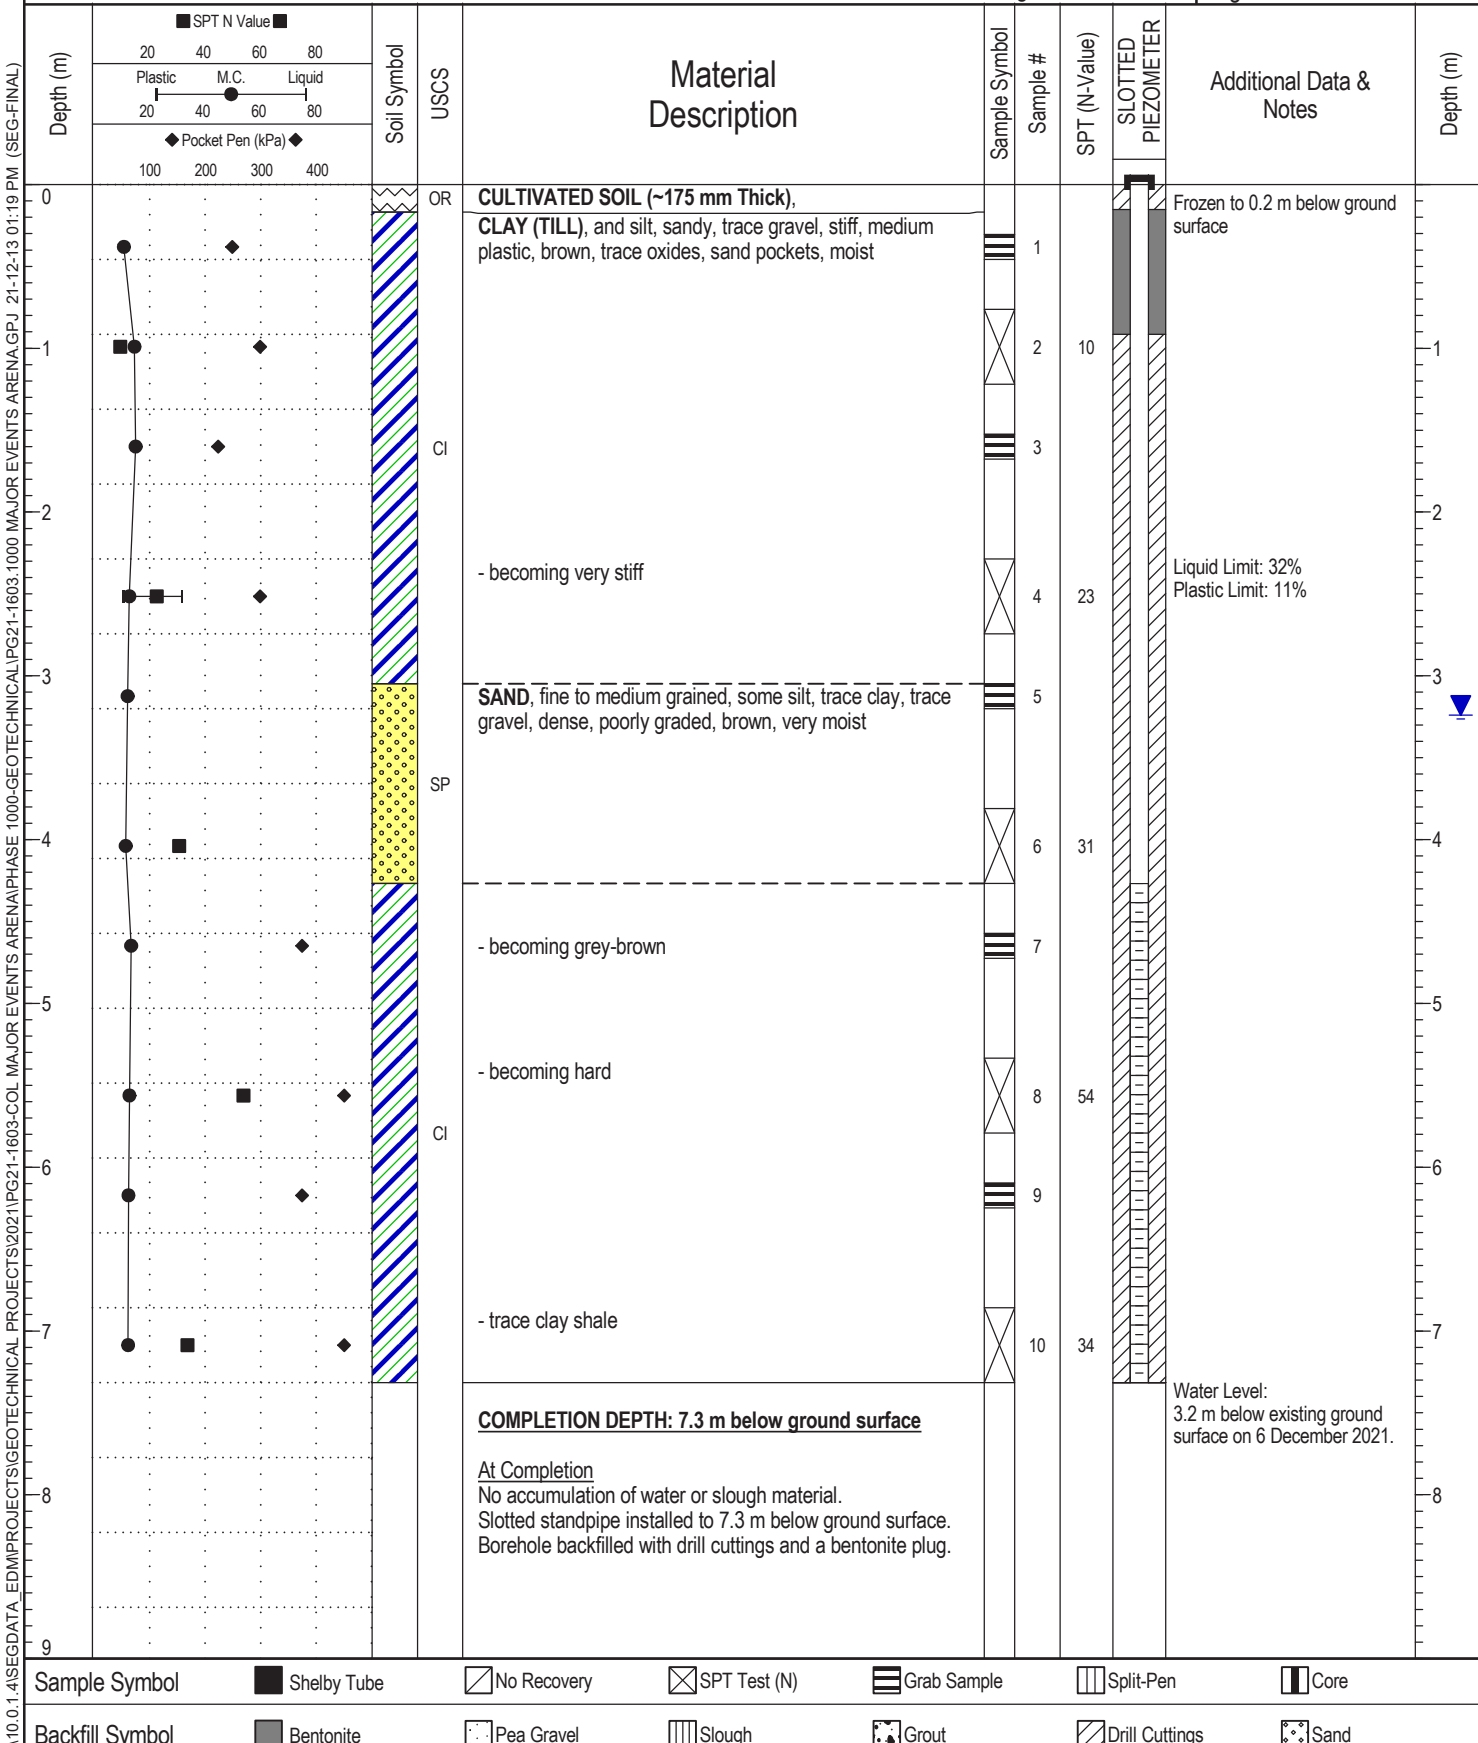 SPT N Value
20 40 60 80
Plastic M.C. Liquid
20 40 60 80
Pocket Pen (kPa)
100 200 300 400
Depth (m)
Soil Symbol
USCS
Material
Description
Sample Symbol
Sample #
SPT (N-Value)
SLOTTED
PIEZOMETER
Additional Data &
Notes
Depth (m)
0
OR
CULTIVATED SOIL (~175 mm Thick),
Frozen to 0.2 m below ground
surface
CLAY (TILL), and silt, sandy, trace gravel, stiff, medium
plastic, brown, trace oxides, sand pockets, moist
1
1
2
10
1
CI
3
2
2
- becoming very stiff
4
23
Liquid Limit: 32%
Plastic Limit: 11%
3
3
SAND, fine to medium grained, some silt, trace clay, trace
gravel, dense, poorly graded, brown, very moist
5
SP
4
6
31
4
- becoming grey-brown
7
5
5
- becoming hard
8
54
CI
6
9
6
7
- trace clay shale
10
34
7
Water Level:
3.2 m below existing ground
surface on 6 December 2021.
COMPLETION DEPTH: 7.3 m below ground surface
At Completion
No accumulation of water or slough material.
Slotted standpipe installed to 7.3 m below ground surface.
Borehole backfilled with drill cuttings and a bentonite plug.
8
8
9
Sample Symbol Shelby Tube No Recovery SPT Test (N) Grab Sample Split-Pen Core
Backfill Symbol Bentonite Pea Gravel Slough Grout Drill Cuttings Sand
\10.0.1.4\SEGDATA_EDM\PROJECTS\GEOTECHNICAL PROJECTS\2021\PG21-1603-COL MAJOR EVENTS ARENA\PHASE 1000-GEOTECHNICAL\PG21-1603.1000 MAJOR EVENTS ARENA.GPJ 21-12-13 01:19 PM (SEG-FINAL)